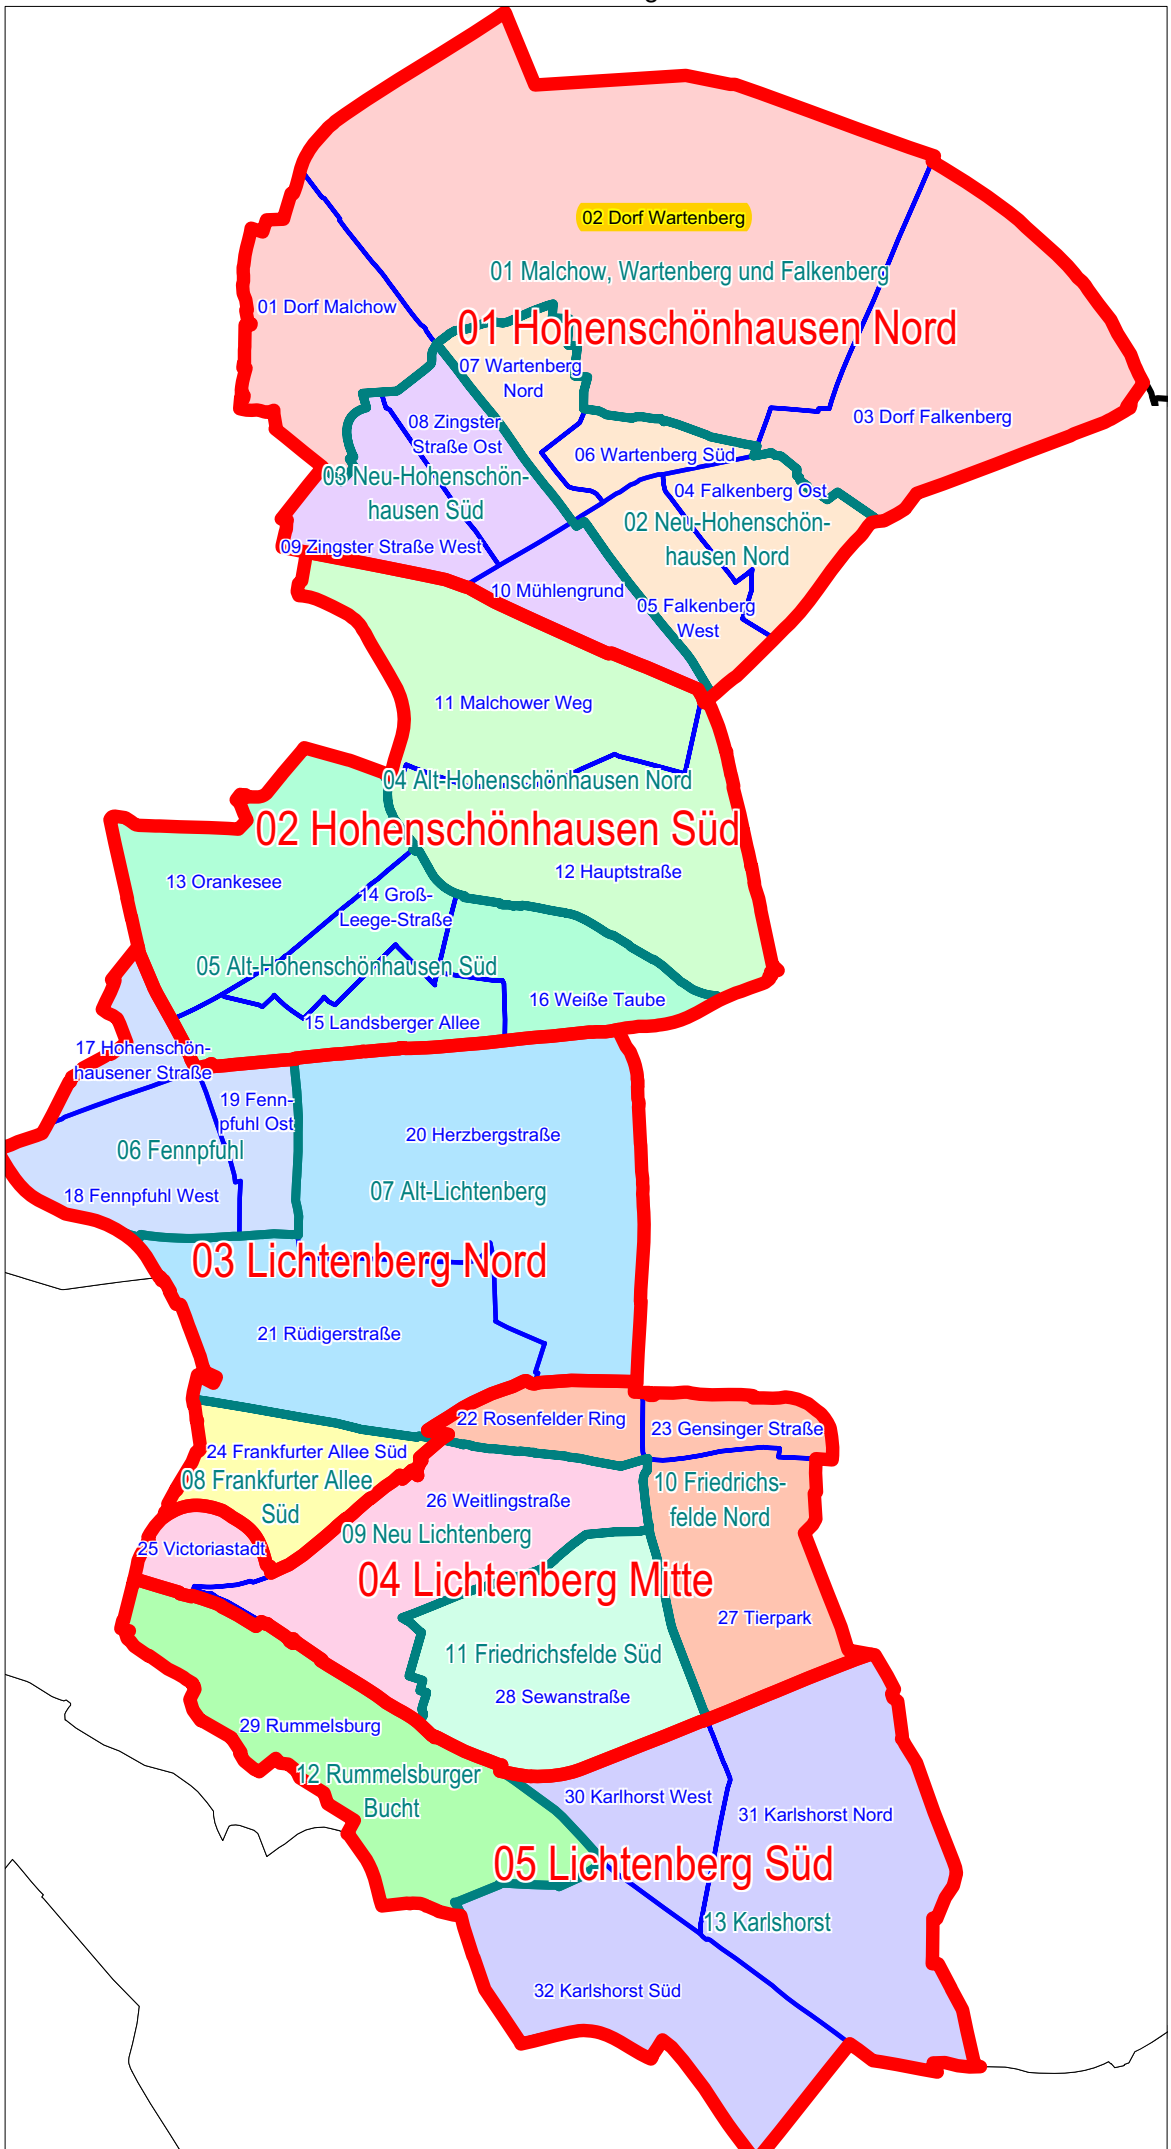 02 Dorf Wartenberg
01 Malchow, Wartenberg und Falkenberg
01 Dorf Malchow
01 Hohenschönhausen Nord
07 Wartenberg
Nord
03 Dorf Falkenberg
08 Zingster
Straße Ost
06 Wartenberg Süd
03 Neu-Hohenschön-
hausen Süd
04 Falkenberg Ost
02 Neu-Hohenschön-
hausen Nord
09 Zingster Straße West
10 Mühlengrund
05 Falkenberg
West
11 Malchower Weg
04 Alt-Hohenschönhausen Nord
02 Hohenschönhausen Süd
12 Hauptstraße
13 Orankesee
14 Groß-
Leege-Straße
05 Alt-Hohenschönhausen Süd
16 Weiße Taube
15 Landsberger Allee
17 Hohenschön-
hausener Straße
19 Fenn-
pfuhl Ost
20 Herzbergstraße
06 Fennpfuhl
18 Fennpfuhl West
07 Alt-Lichtenberg
03 Lichtenberg Nord
21 Rüdigerstraße
22 Rosenfelder Ring
23 Gensinger Straße
24 Frankfurter Allee Süd
08 Frankfurter Allee
Süd
10 Friedrichs-
felde Nord
26 Weitlingstraße
09 Neu Lichtenberg
25 Victoriastadt
04 Lichtenberg Mitte
27 Tierpark
11 Friedrichsfelde Süd
28 Sewanstraße
29 Rummelsburg
12 Rummelsburger
Bucht
30 Karlhorst West
31 Karlshorst Nord
05 Lichtenberg Süd
13 Karlshorst
32 Karlshorst Süd